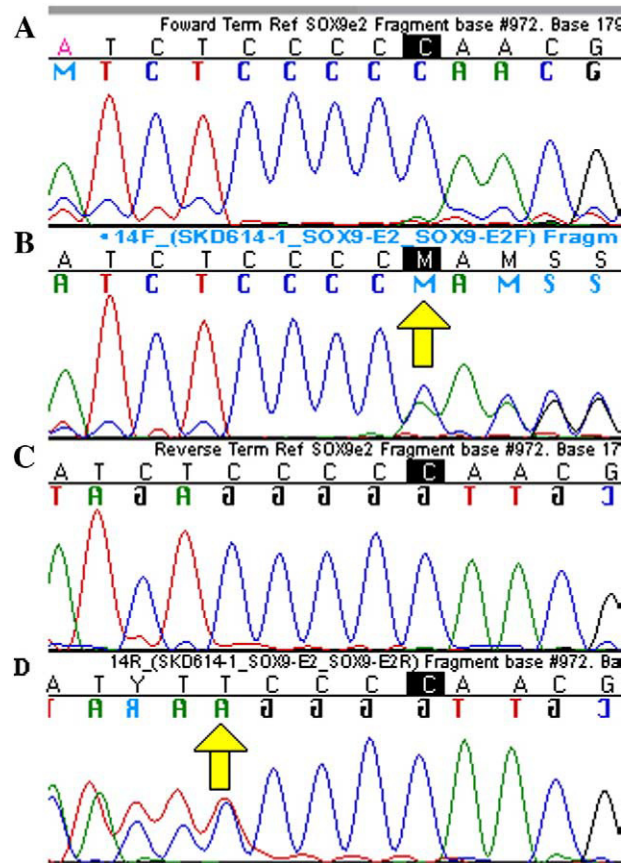 A
Foward Term Ref SOX9e2 Fragment base #972. Base 179
A T C T C C C C C A A C G
M T C T C C C C C A A C G
B
14F_(SKD614-1_SOX9-E2_SOX9-E2F) Fragm
A T C T C C C C M A M S S
A T C T C C C C M A M S S
C
Reverse Term Ref SOX9e2 Fragment base #972. Base 17
A T C T C C C C C A A C G
T A G A G G G G G T T G C
D
14R_(SKD614-1_SOX9-E2_SOX9-E2R) Fragment base #972. Ba
A T Y T T C C C C A A C G
T A R A A G G G G T T G C